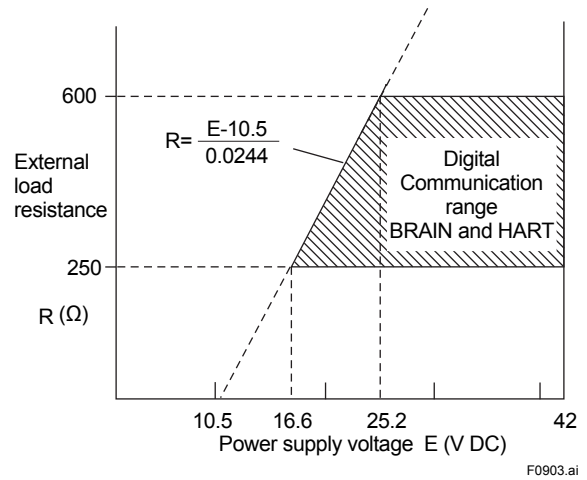 600
R= E-10.5
0.0244
External
load
resistance
Digital
Communication
range
BRAIN and HART
250
R (Ω)
10.5 16.6 25.2 42
Power supply voltage E (V DC)
F0903.ai